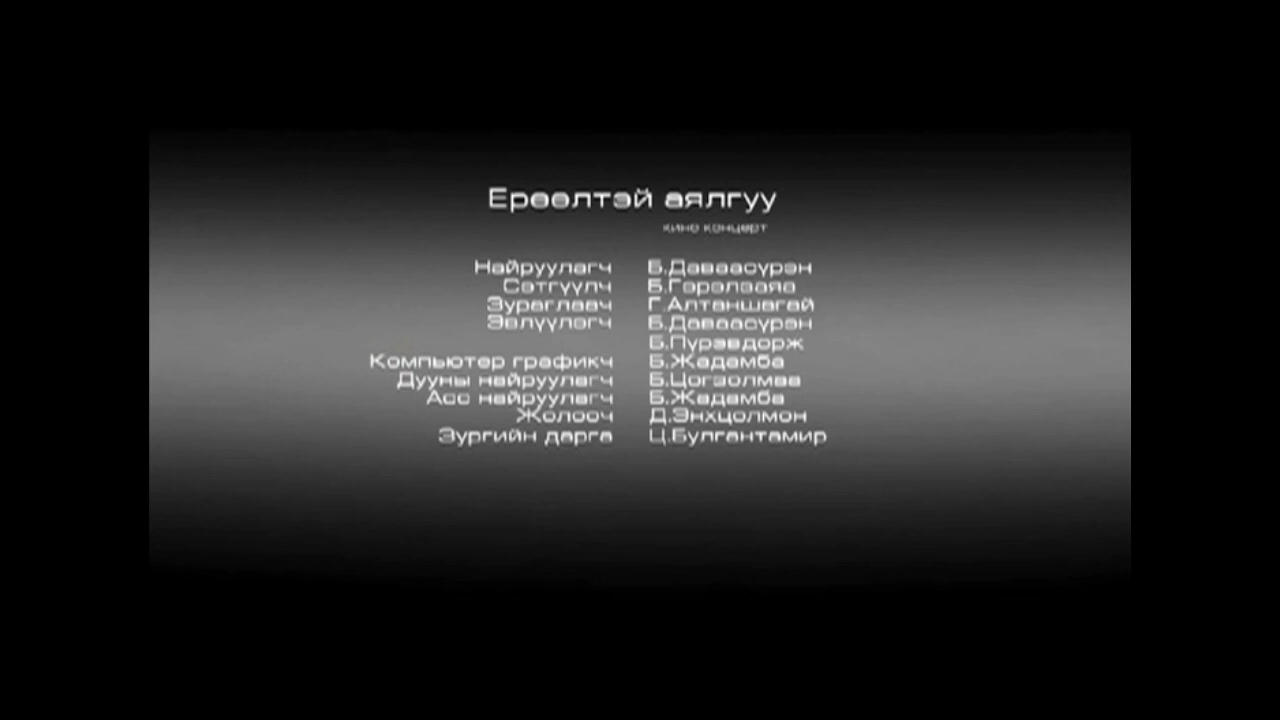 Ерөөлтэй аялгуу
кино концерт
Найруулагч Б.Даваасүрэн
Сэтгүүлч Б.Гэрэлзаяа
Зураглаач Г.Алтаншагай
Эвлүүлэгч Б.Даваасүрэн
Б.Пүрэвдорж
Компьютер графикч Б.Жадамба
Дууны найруулагч Б.Цогзолмаа
Асс найруулагч Б.Жадамба
Жолооч Д.Энхцолмон
Зургийн дарга Ц.Булгантамир